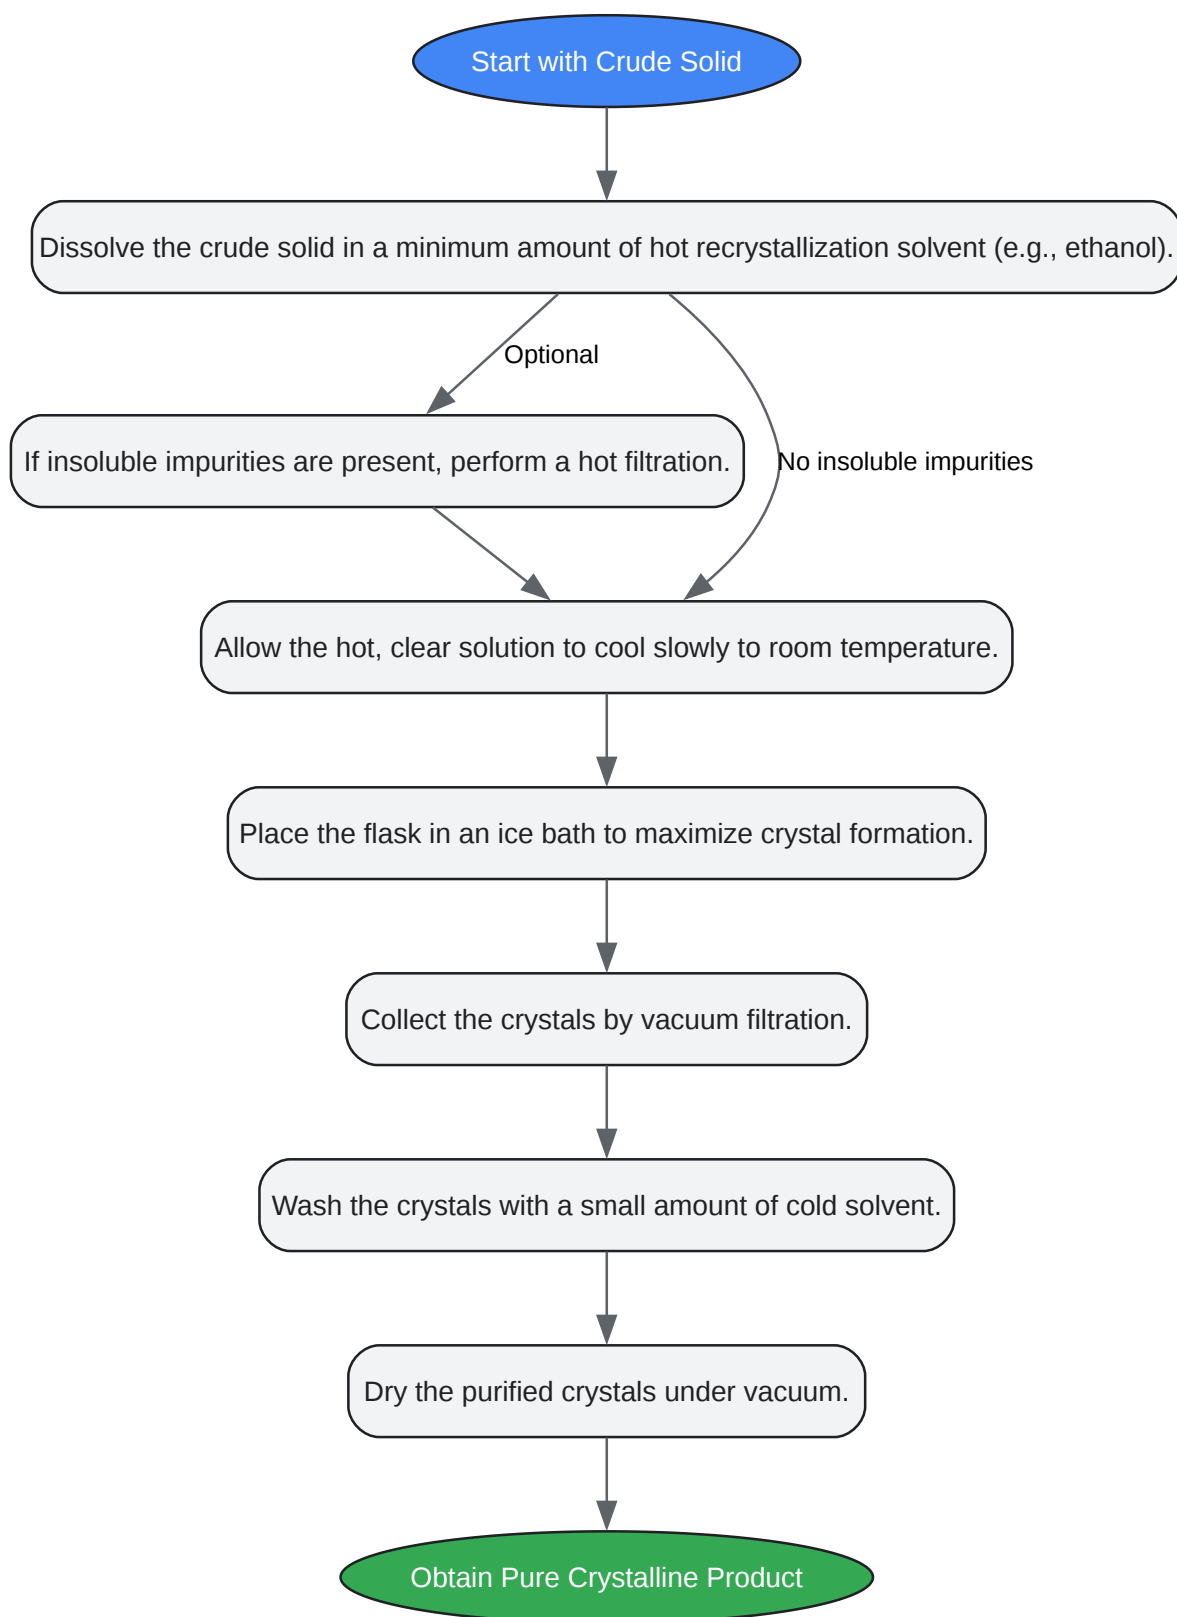 Start with Crude Solid
Dissolve the crude solid in a minimum amount of hot recrystallization solvent (e.g., ethanol).
Optional
If insoluble impurities are present, perform a hot filtration.
No insoluble impurities
Allow the hot, clear solution to cool slowly to room temperature.
Place the flask in an ice bath to maximize crystal formation.
Collect the crystals by vacuum filtration.
Wash the crystals with a small amount of cold solvent.
Dry the purified crystals under vacuum.
Obtain Pure Crystalline Product